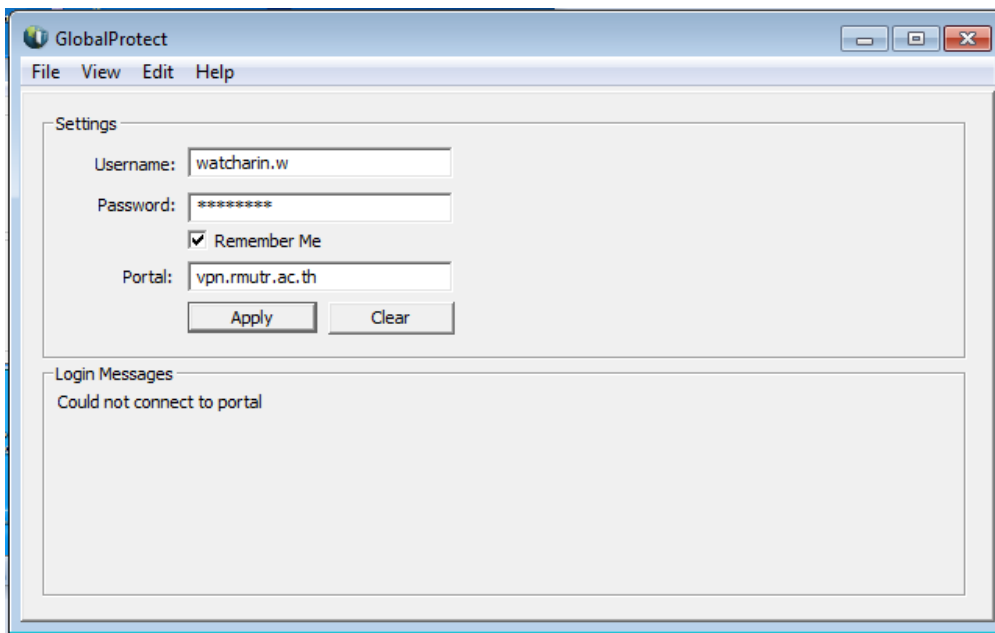 GlobalProtect
File View Edit Help
Settings
Username: watcharin.w
Password: ********
Remember Me
Portal: vpn.rmutr.ac.th
Apply Clear
Login Messages
Could not connect to portal